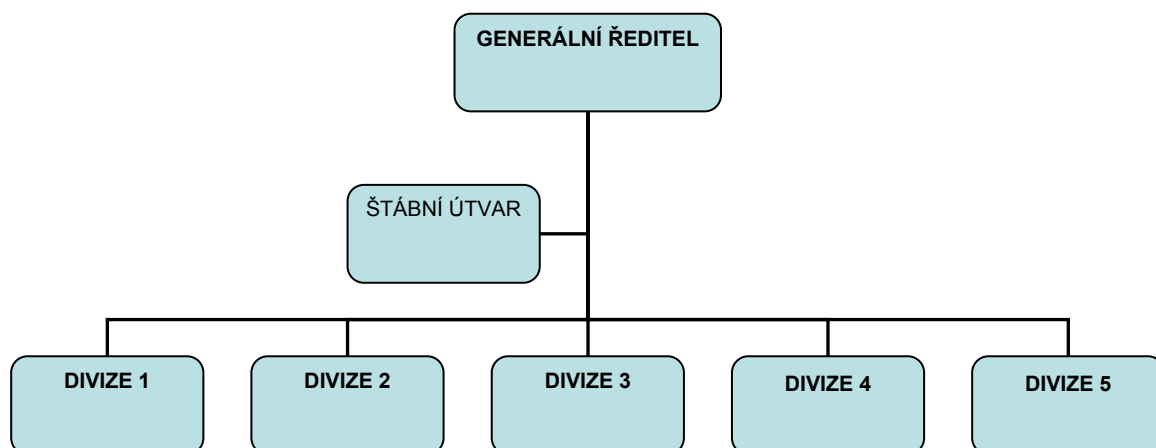 GENERÁLNÍ ŘEDITEL
ŠTÁBNÍ ÚTVAR
DIVIZE 1
DIVIZE 2
DIVIZE 3
DIVIZE 4
DIVIZE 5